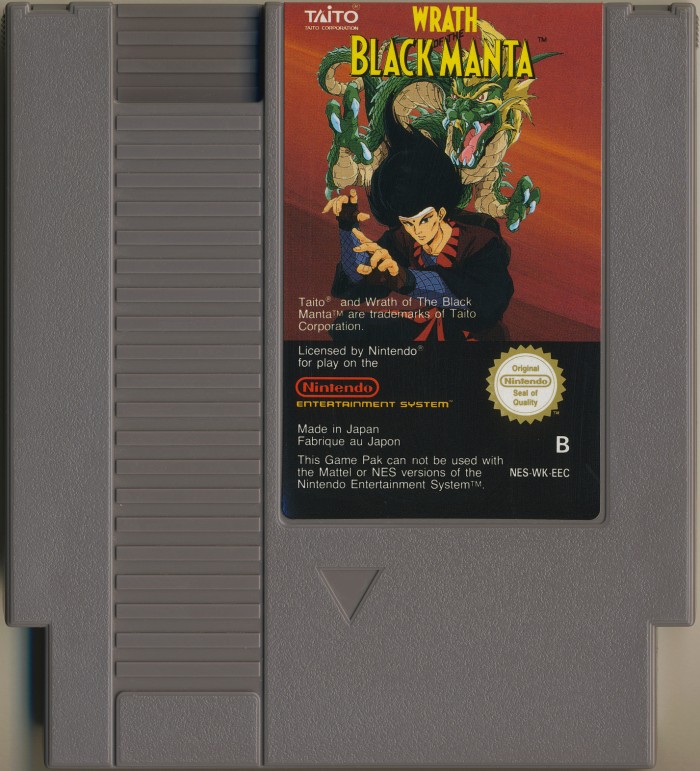 TAITO®
TAITO CORPORATION
WRATH
OF THE
BLACK MANTA™
Taito® and Wrath of The Black
Manta™ are trademarks of Taito
Corporation.
Licensed by Nintendo®
for play on the
Nintendo
ENTERTAINMENT SYSTEM™
Original
Nintendo
Seal of
Quality
™
Made in Japan
Fabrique au Japon
B
This Game Pak can not be used with
the Mattel or NES versions of the
Nintendo Entertainment System™.
NES-WK-EEC